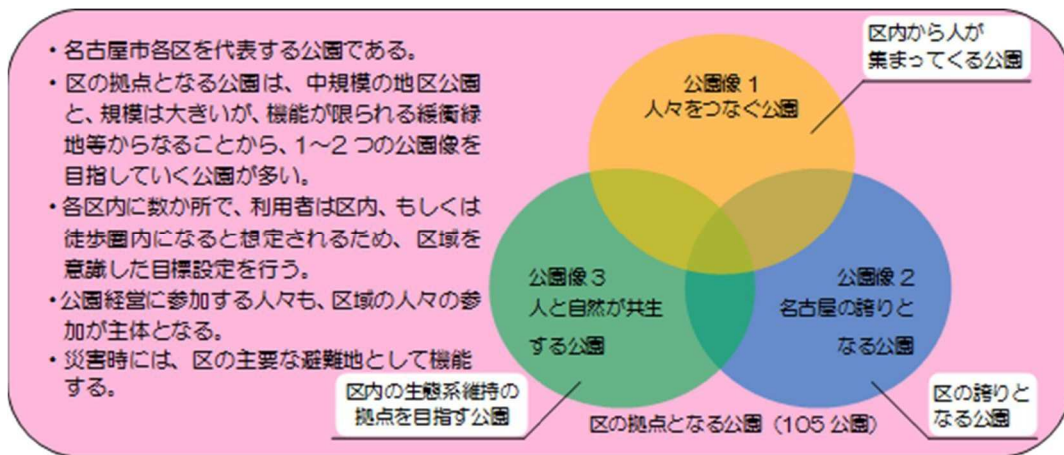 ・名古屋市各区を代表する公園である。
・区の拠点となる公園は、中規模の地区公園
と、規模は大きいが、機能が限られる緩衝緑
地等からなることから、1～2つの公園像を
目指していく公園が多い。
・各区内に数か所で、利用者は区内、もしくは
徒歩圏内になると想定されるため、区域を
意識した目標設定を行う。
・公園経営に参加する人々も、区域の人々の参
加が主体となる。
・災害時には、区の主要な避難地として機能
する。
区内から人が
集まってくる公園
公園像1
人々をつなぐ公園
公園像3
人と自然が共生
する公園
公園像2
名古屋の誇りと
なる公園
区内の生態系維持の
拠点を目指す公園
区の誇りと
なる公園
区の拠点となる公園（105公園）